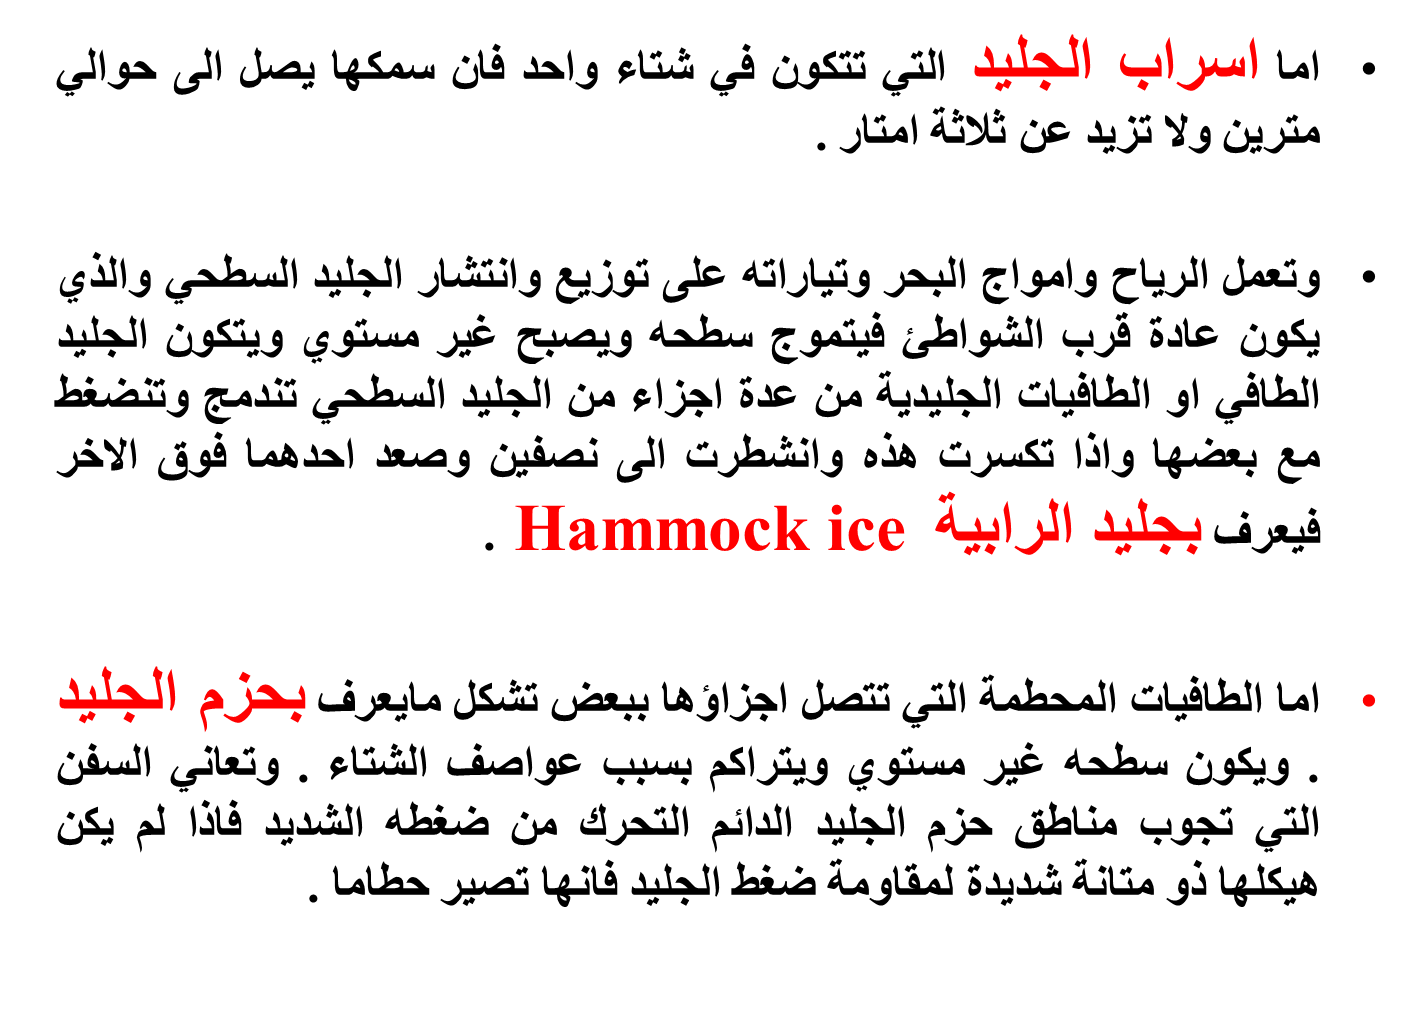 • اما اسراب الجليد التي تتكون في شتاء واحد فان سمكها يصل الى حوالي
مترين ولا تزيد عن ثلاثة امتار .
• وتعمل الرياح وامواج البحر وتياراته على توزيع وانتشار الجليد السطحي والذي
يكون عادة قرب الشواطئ فيتموج سطحه ويصبح غير مستوي ويتكون الجليد
الطافي او الطافيات الجليدية من عدة اجزاء من الجليد السطحي تندمج وتنضغط
مع بعضها واذا تكسرت هذه وانشطرت الى نصفين وصعد احدهما فوق الاخر
فيعرف بجليد الرابية Hammock ice .
• اما الطافيات المحطمة التي تتصل اجزاؤها ببعض تشكل مايعرف بحزم الجليد
. ويكون سطحه غير مستوي ويتراكم بسبب عواصف الشتاء . وتعاني السفن
التي تجوب مناطق حزم الجليد الدائم التحرك من ضغطه الشديد فاذا لم يكن
هيكلها ذو متانة شديدة لمقاومة ضغط الجليد فانها تصير حطاما .